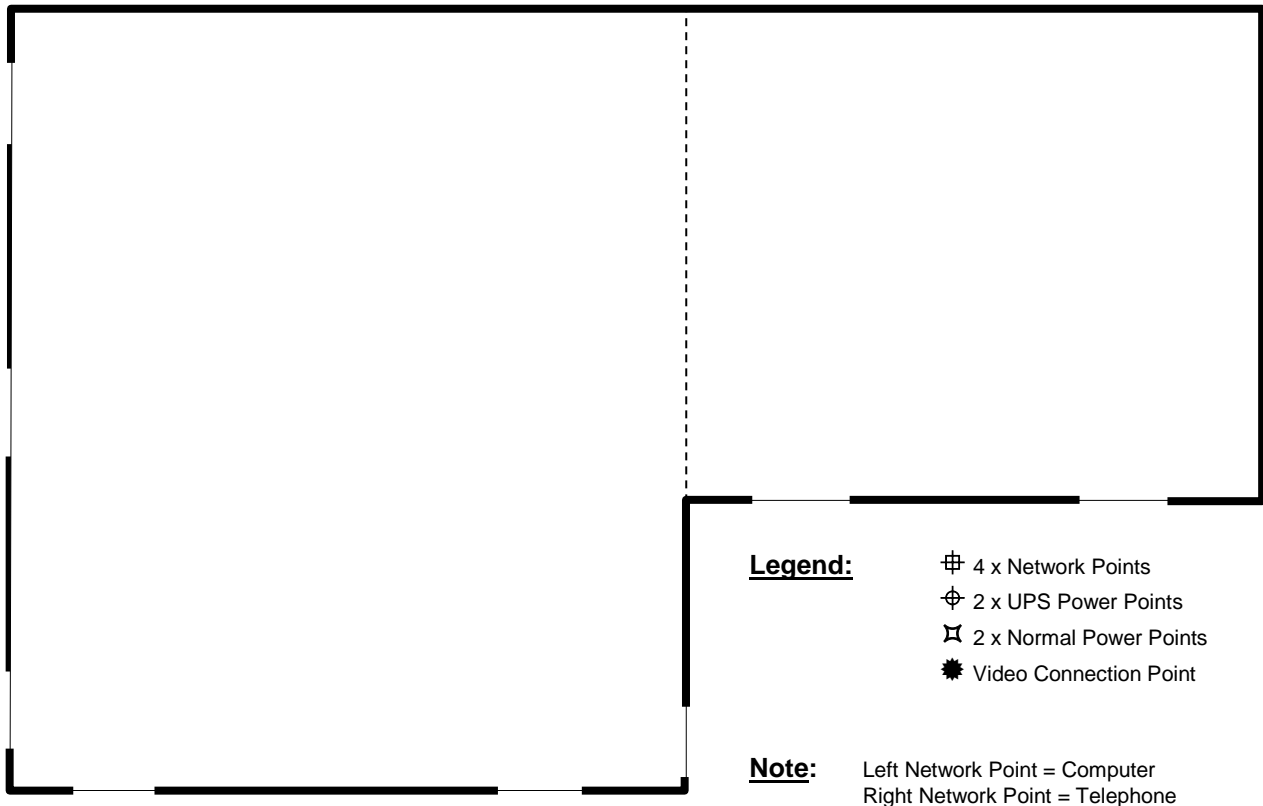 Legend:
4 x Network Points
2 x UPS Power Points
2 x Normal Power Points
Video Connection Point
Note: Left Network Point = Computer
Right Network Point = Telephone